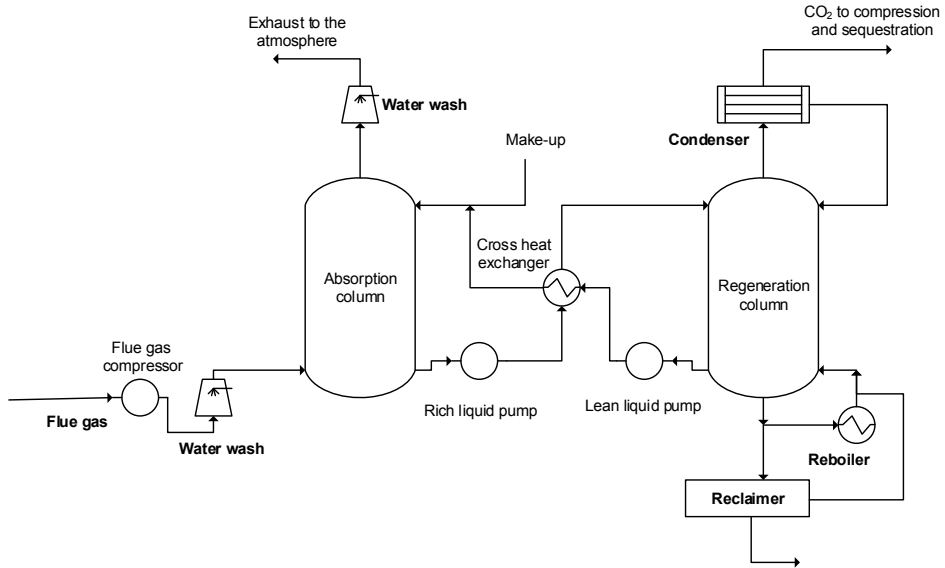 Exhaust to the
atmosphere
CO₂ to compression
and sequestration
Water wash
Condenser
Make-up
Cross heat
exchanger
Absorption
column
Regeneration
column
Flue gas
compressor
Rich liquid pump
Lean liquid pump
Flue gas
Water wash
Reboiler
Reclaimer